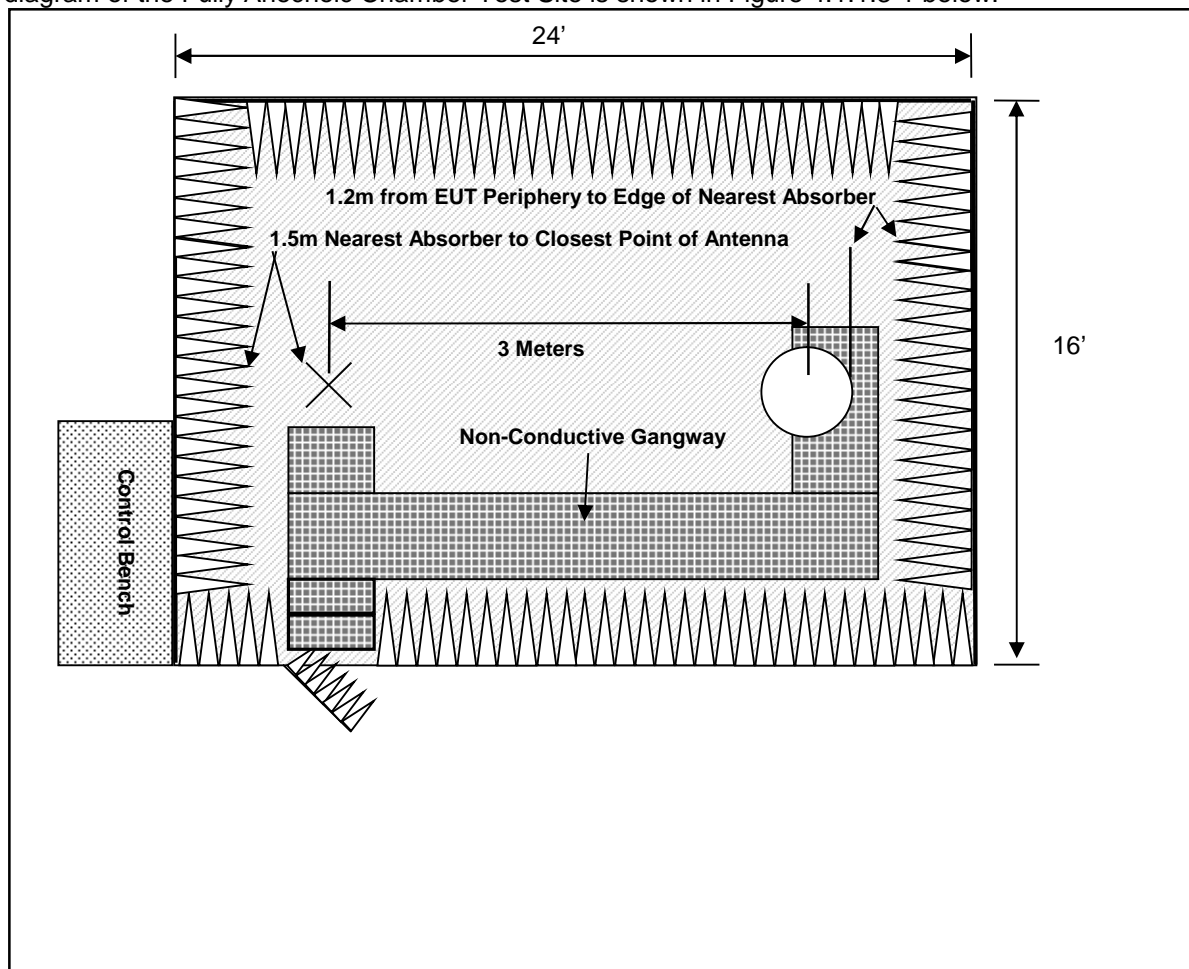 24'
1.2m from EUT Periphery to Edge of Nearest Absorber
1.5m Nearest Absorber to Closest Point of Antenna
3 Meters
16'
Non-Conductive Gangway
Control Bench